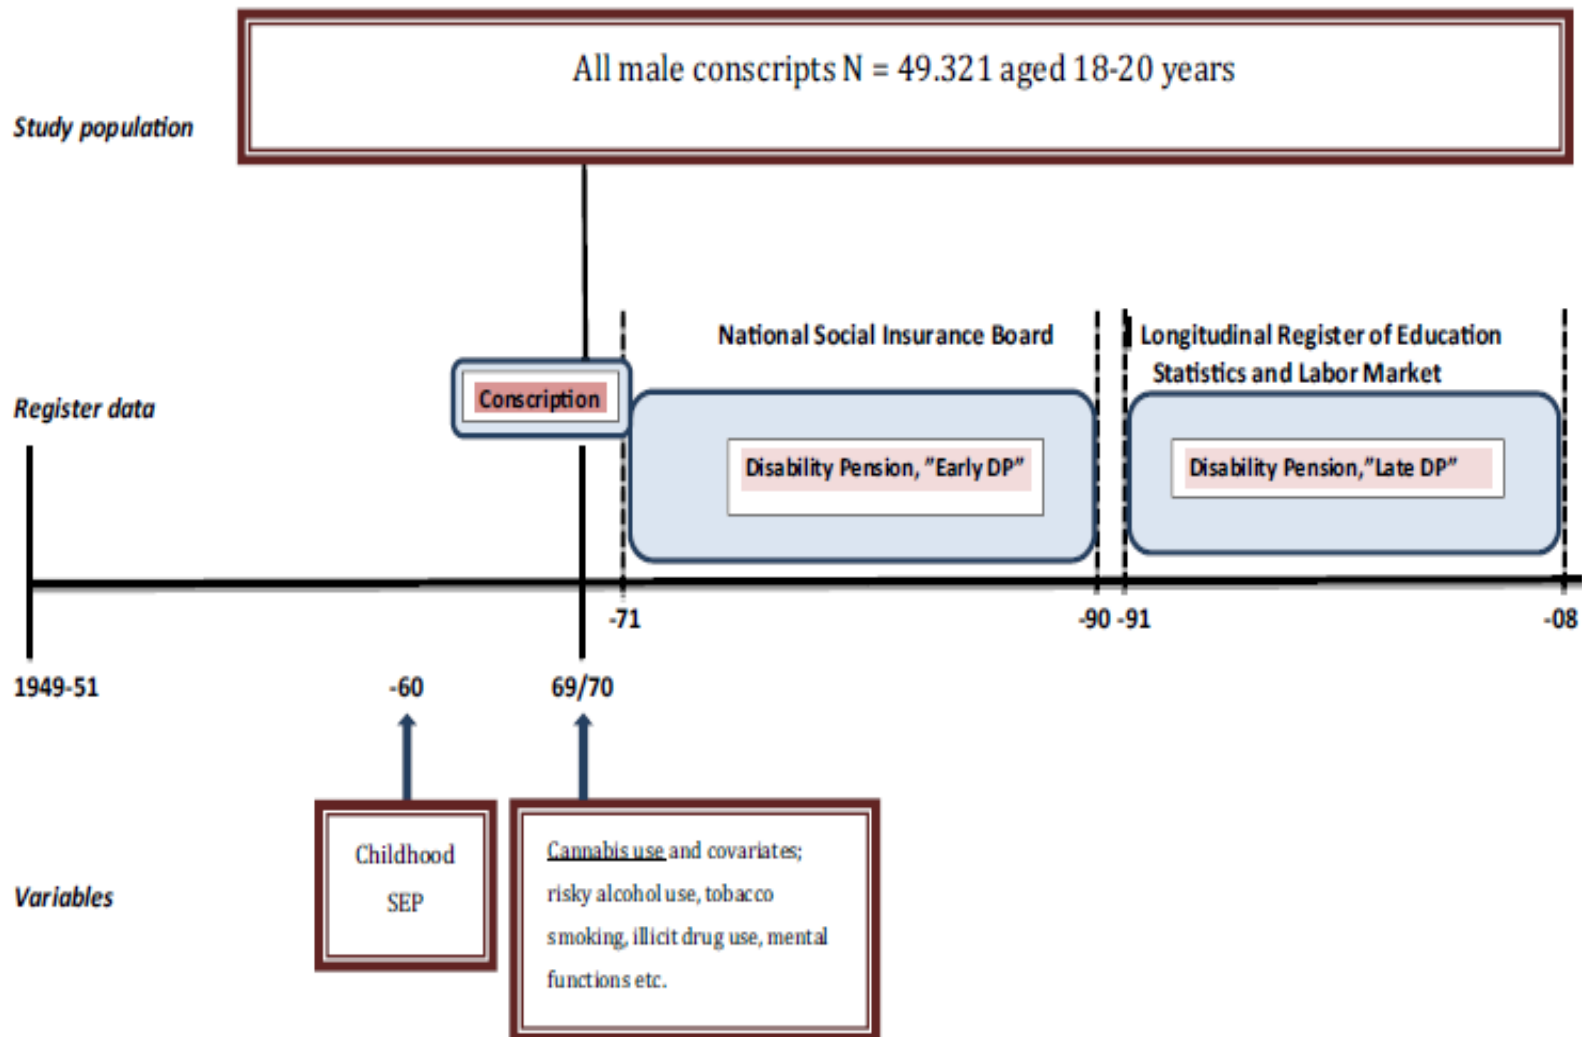 All male conscripts N = 49.321 aged 18-20 years
Study population
National Social Insurance Board
Longitudinal Register of Education
Statistics and Labor Market
Conscription
Register data
Disability Pension, ”Early DP”
Disability Pension,”Late DP”
-71
-90 -91
-08
1949-51
-60
69/70
Childhood
SEP
Variables
Cannabis use and covariates;
risky alcohol use, tobacco
smoking, illicit drug use, mental
functions etc.